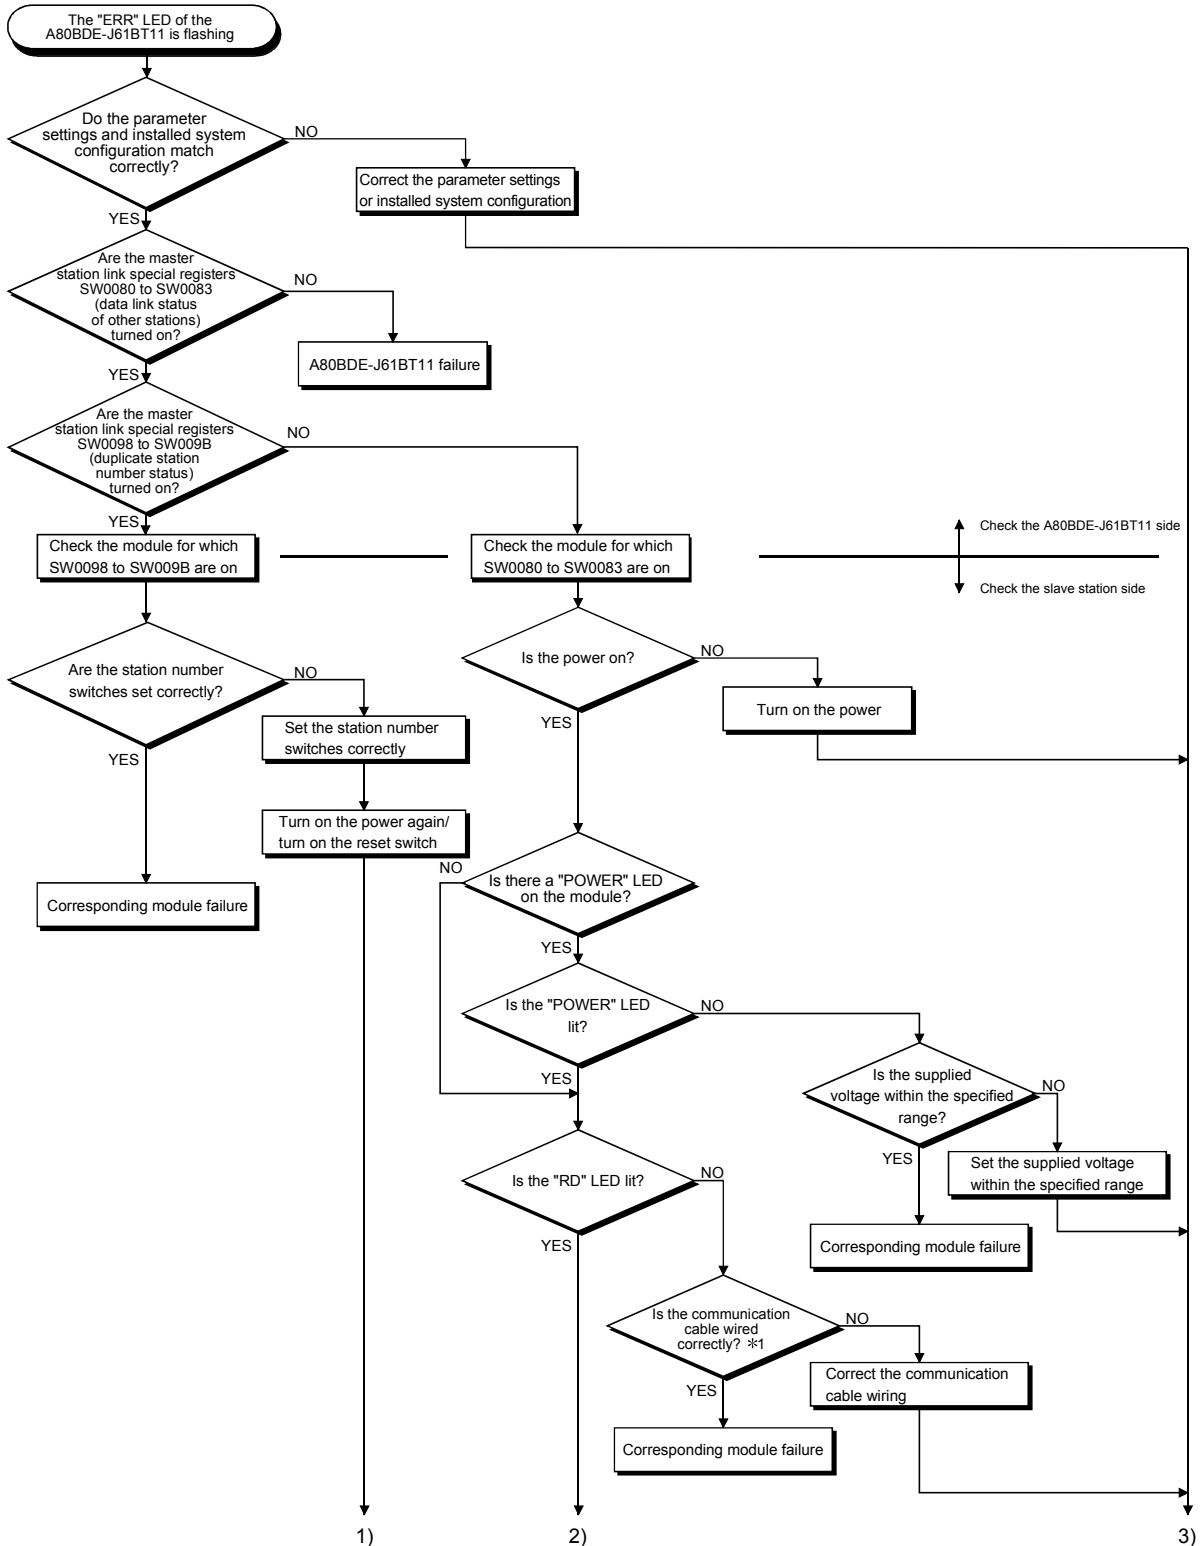 The "ERR" LED of the
A80BDE-J61BT11 is flashing
Do the parameter
settings and installed system
configuration match
correctly?
NO
Correct the parameter settings
or installed system configuration
YES
Are the master
station link special registers
SW0080 to SW0083
(data link status
of other stations)
turned on?
NO
A80BDE-J61BT11 failure
YES
Are the master
station link special registers
SW0098 to SW009B
(duplicate station
number status)
turned on?
NO
YES
Check the module for which
SW0098 to SW009B are on
Check the module for which
SW0080 to SW0083 are on
Check the A80BDE-J61BT11 side
Check the slave station side
Are the station number
switches set correctly?
NO
Is the power on?
NO
Turn on the power
YES
Set the station number
switches correctly
YES
Turn on the power again/
turn on the reset switch
Corresponding module failure
NO
Is there a "POWER" LED
on the module?
YES
Is the "POWER" LED
lit?
NO
YES
Is the supplied
voltage within the specified
range?
NO
YES
Set the supplied voltage
within the specified range
Corresponding module failure
Is the "RD" LED lit?
NO
YES
Is the communication
cable wired
correctly? *1
NO
Correct the communication
cable wiring
YES
Corresponding module failure
1)
2)
3)